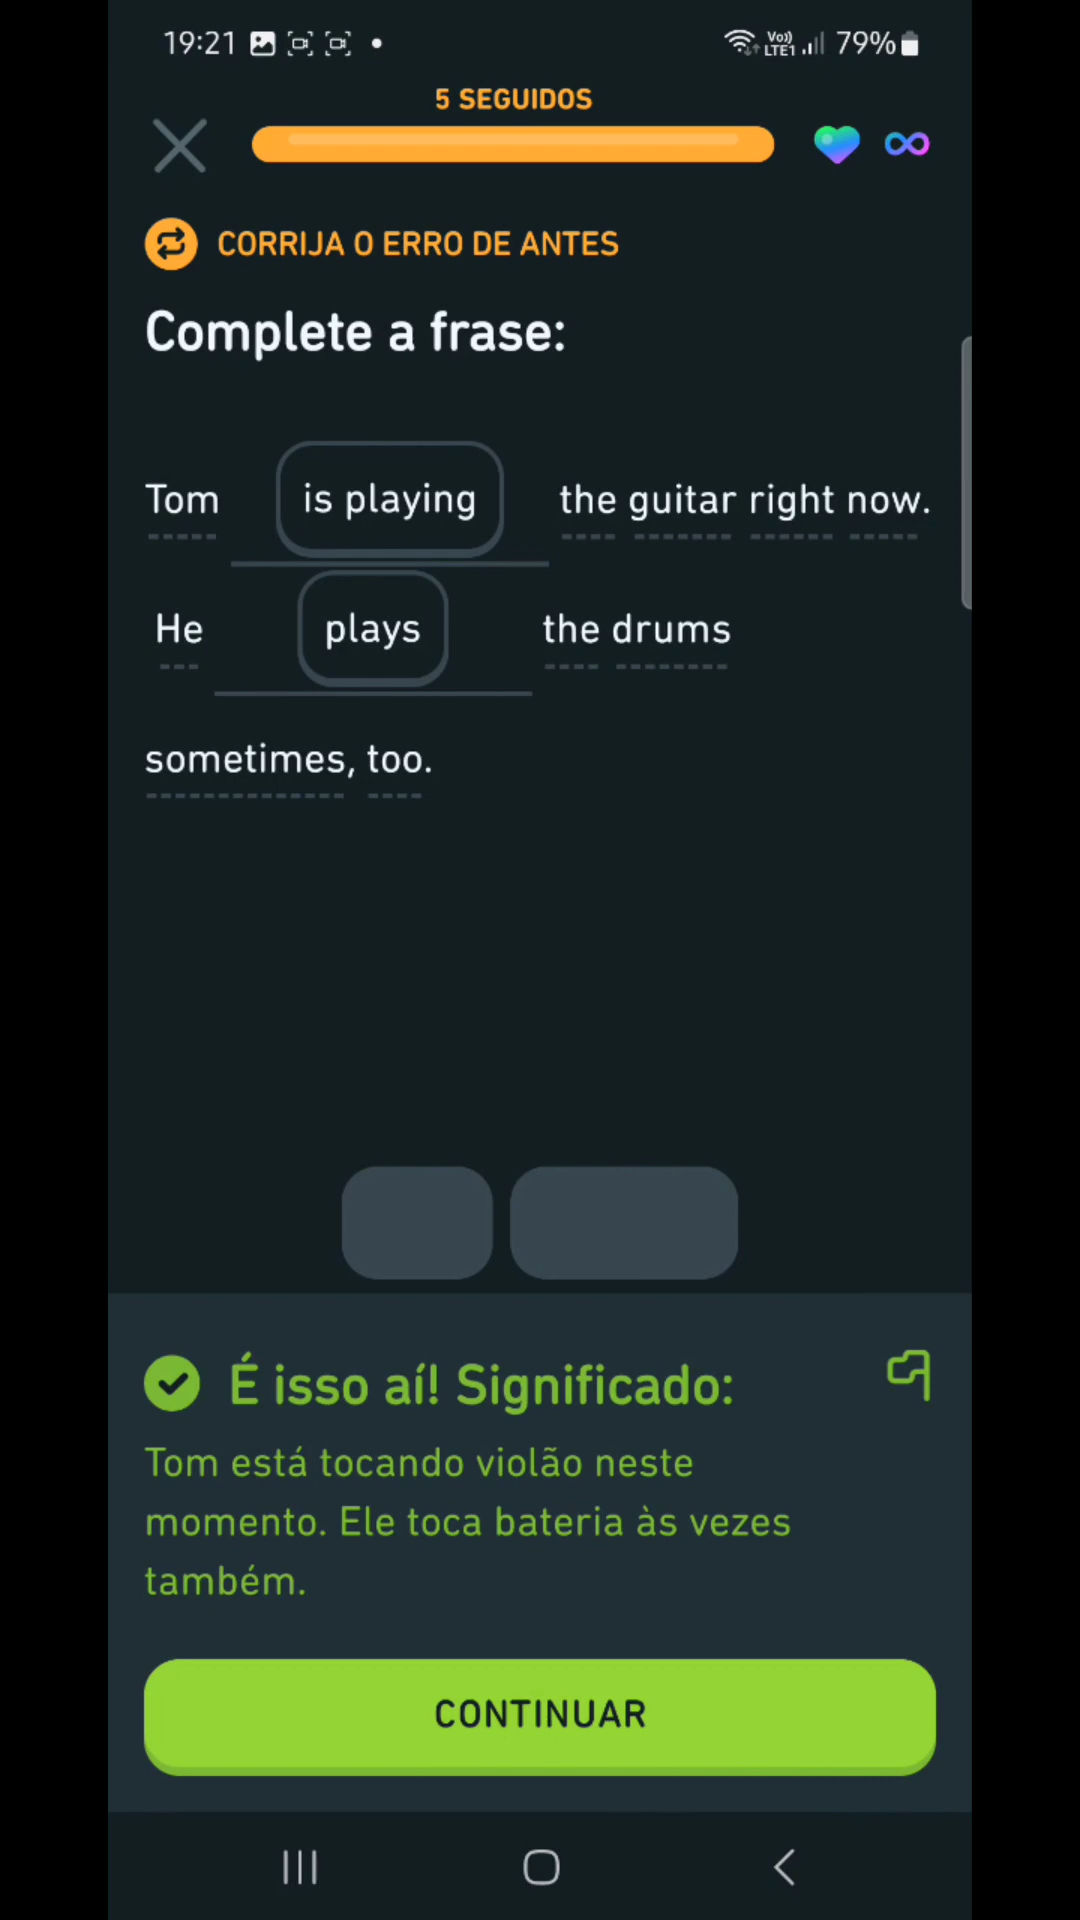 19:21 Vo)) LTE1 79%
5 SEGUIDOS
CORRIJA O ERRO DE ANTES
Complete a frase:
Tom is playing the guitar right now.
He plays the drums
sometimes, too.
É isso aí! Significado:
Tom está tocando violão neste
momento. Ele toca bateria às vezes
também.
CONTINUAR